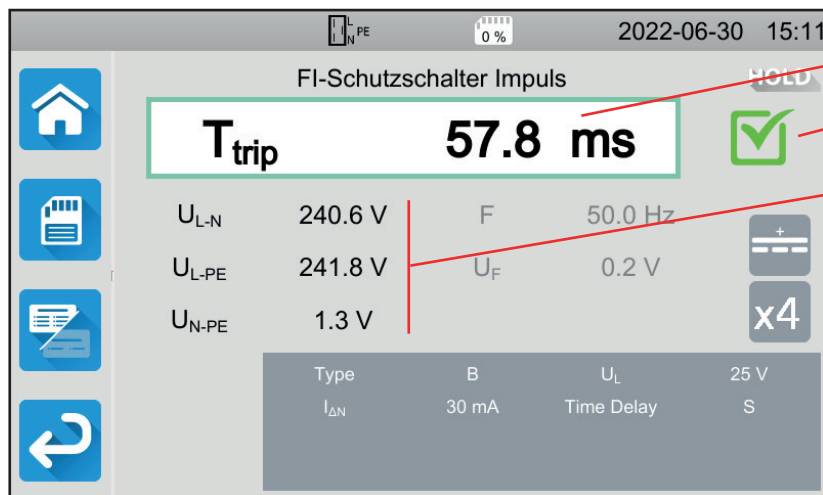 L N PE 0 % 2022-06-30 15:11
FI-Schutzschalter Impuls HOLD
Ttrip 57.8 ms
UL-N 240.6 V F 50.0 Hz
UL-PE 241.8 V UF 0.2 V
UN-PE 1.3 V
x4
Type B UL 25 V
IΔN 30 mA Time Delay S